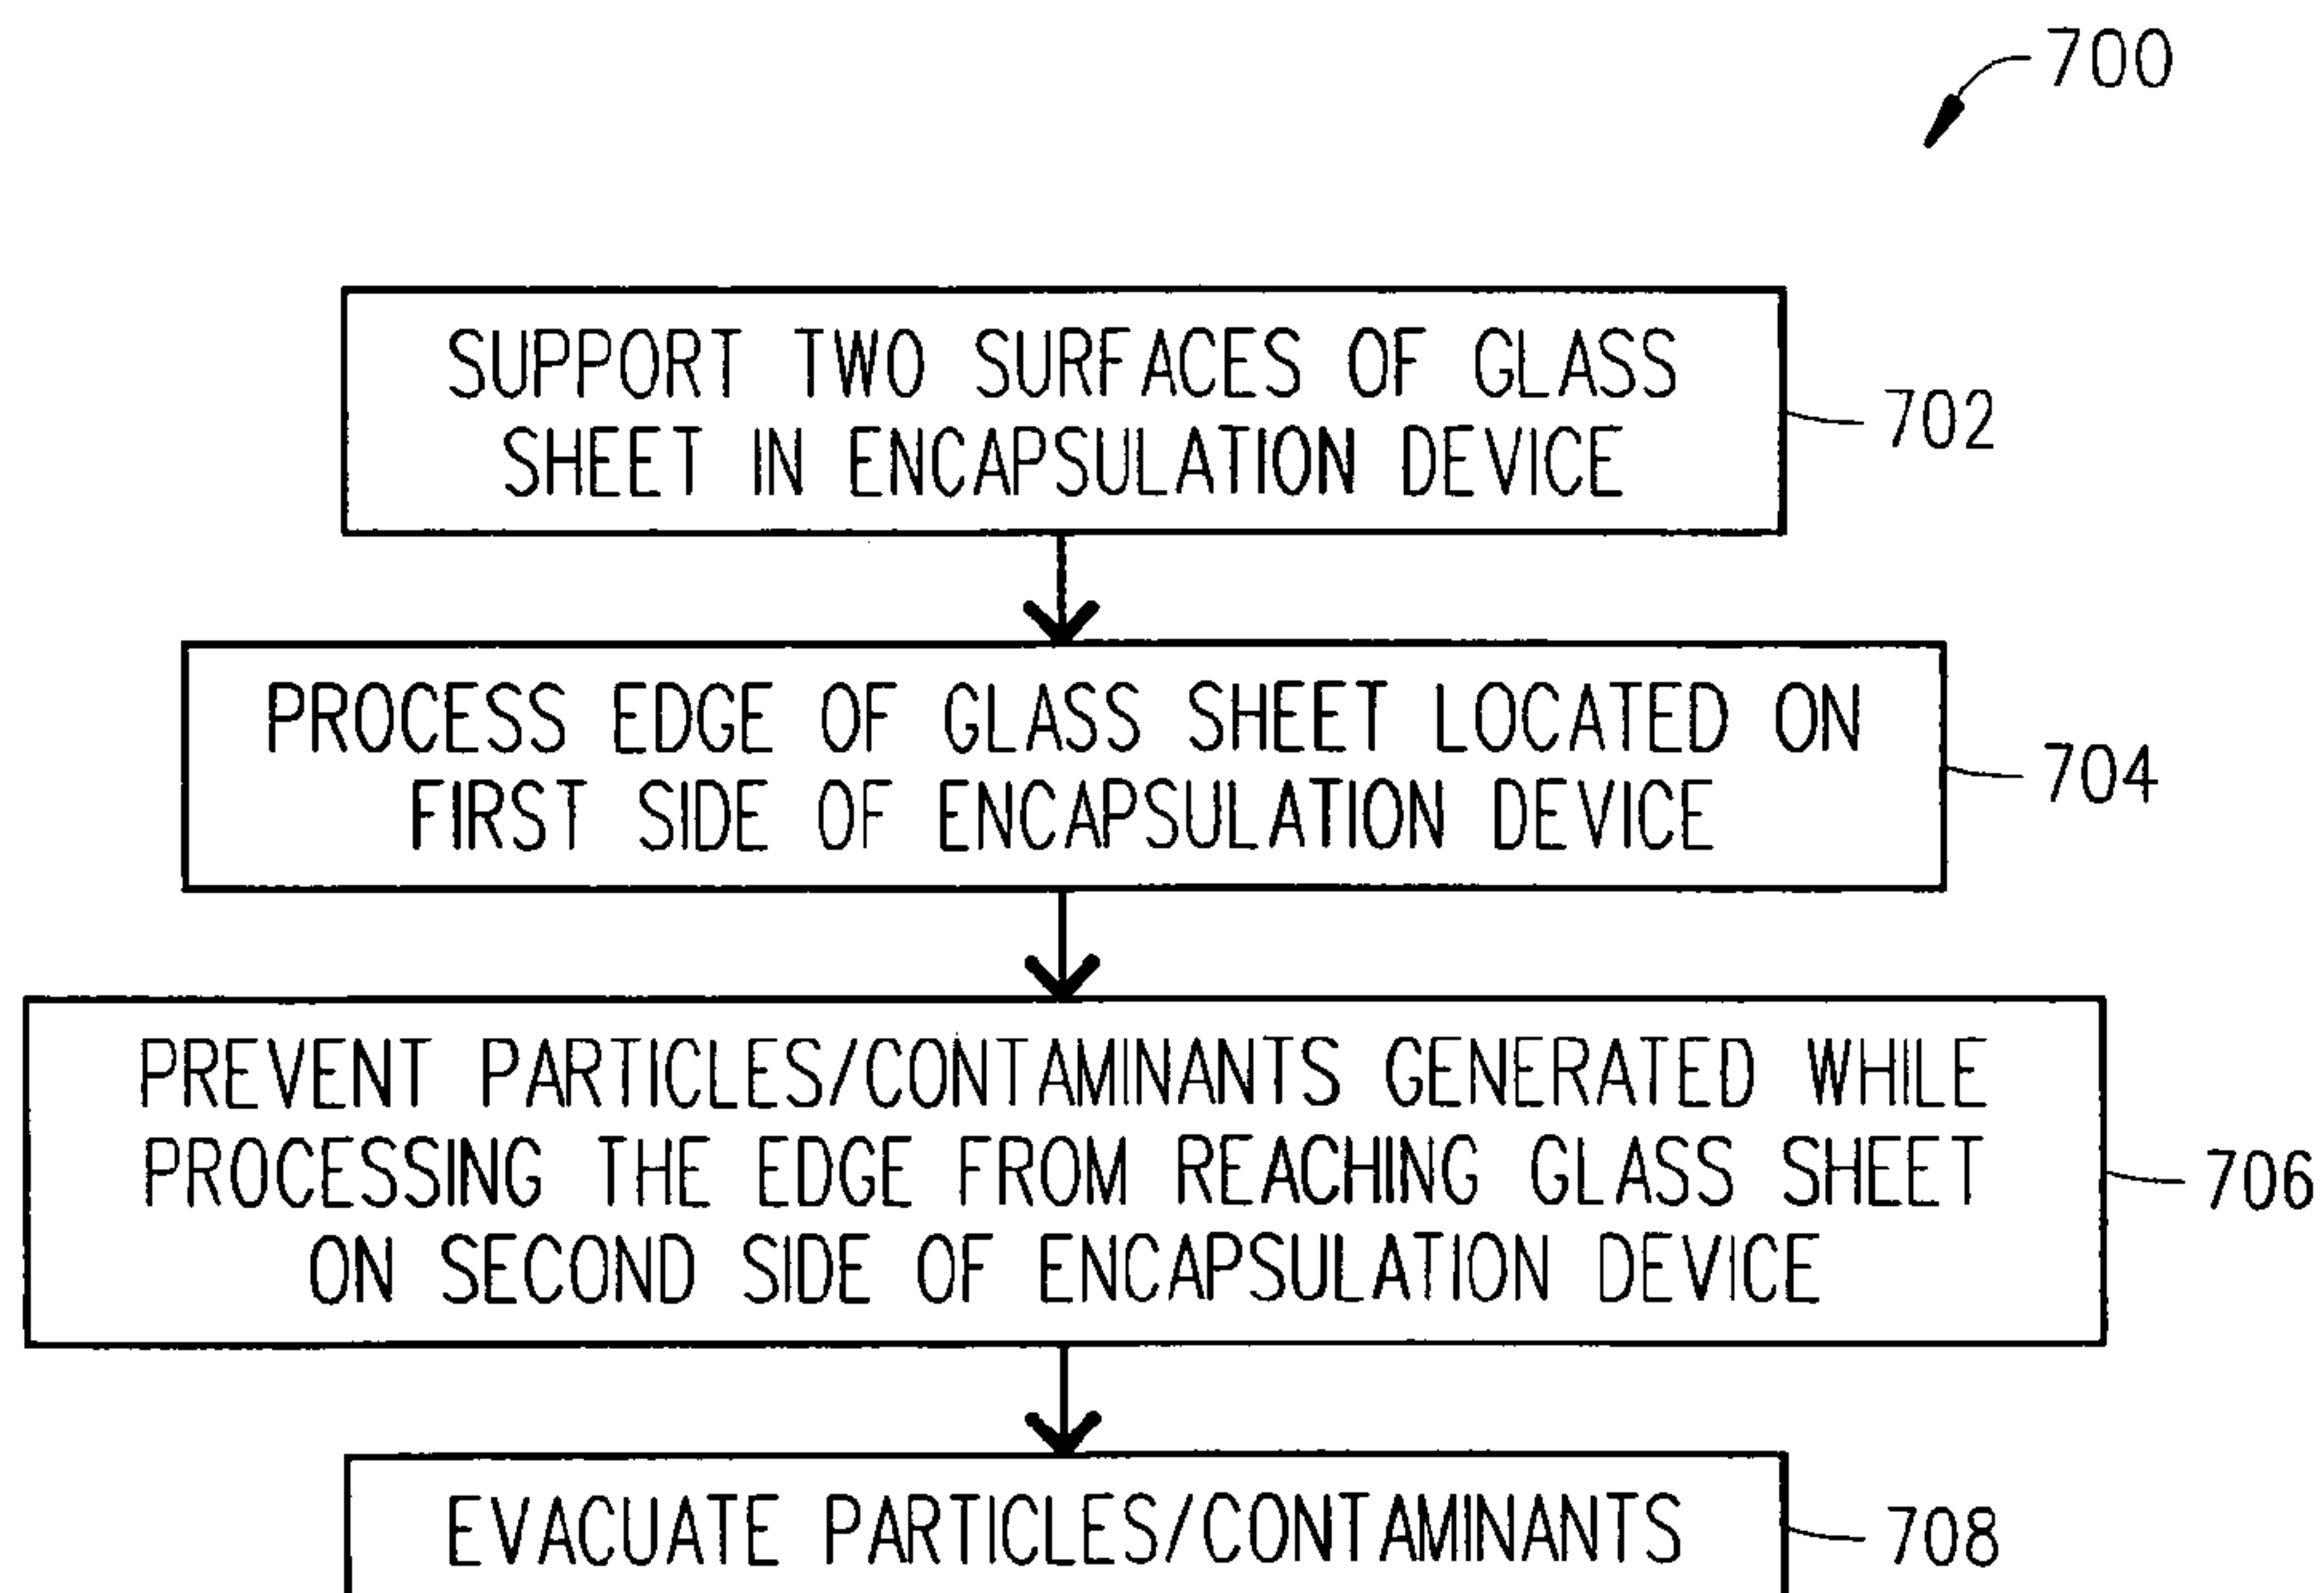 700
SUPPORT TWO SURFACES OF GLASS
SHEET IN ENCAPSULATION DEVICE
702
PROCESS EDGE OF GLASS SHEET LOCATED ON
FIRST SIDE OF ENCAPSULATION DEVICE
704
PREVENT PARTICLES/CONTAMINANTS GENERATED WHILE
PROCESSING THE EDGE FROM REACHING GLASS SHEET
ON SECOND SIDE OF ENCAPSULATION DEVICE
706
EVACUATE PARTICLES/CONTAMINANTS
708